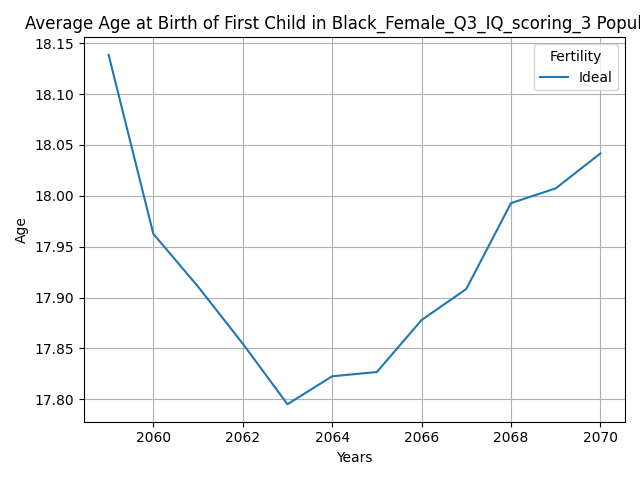 Average Age at Birth of First Child in Black_Female_Q3_IQ_scoring_3 Popul
18.15
18.10
18.05
18.00
17.95
17.90
17.85
17.80
Age
Fertility
Ideal
2060 2062 2064 2066 2068 2070
Years